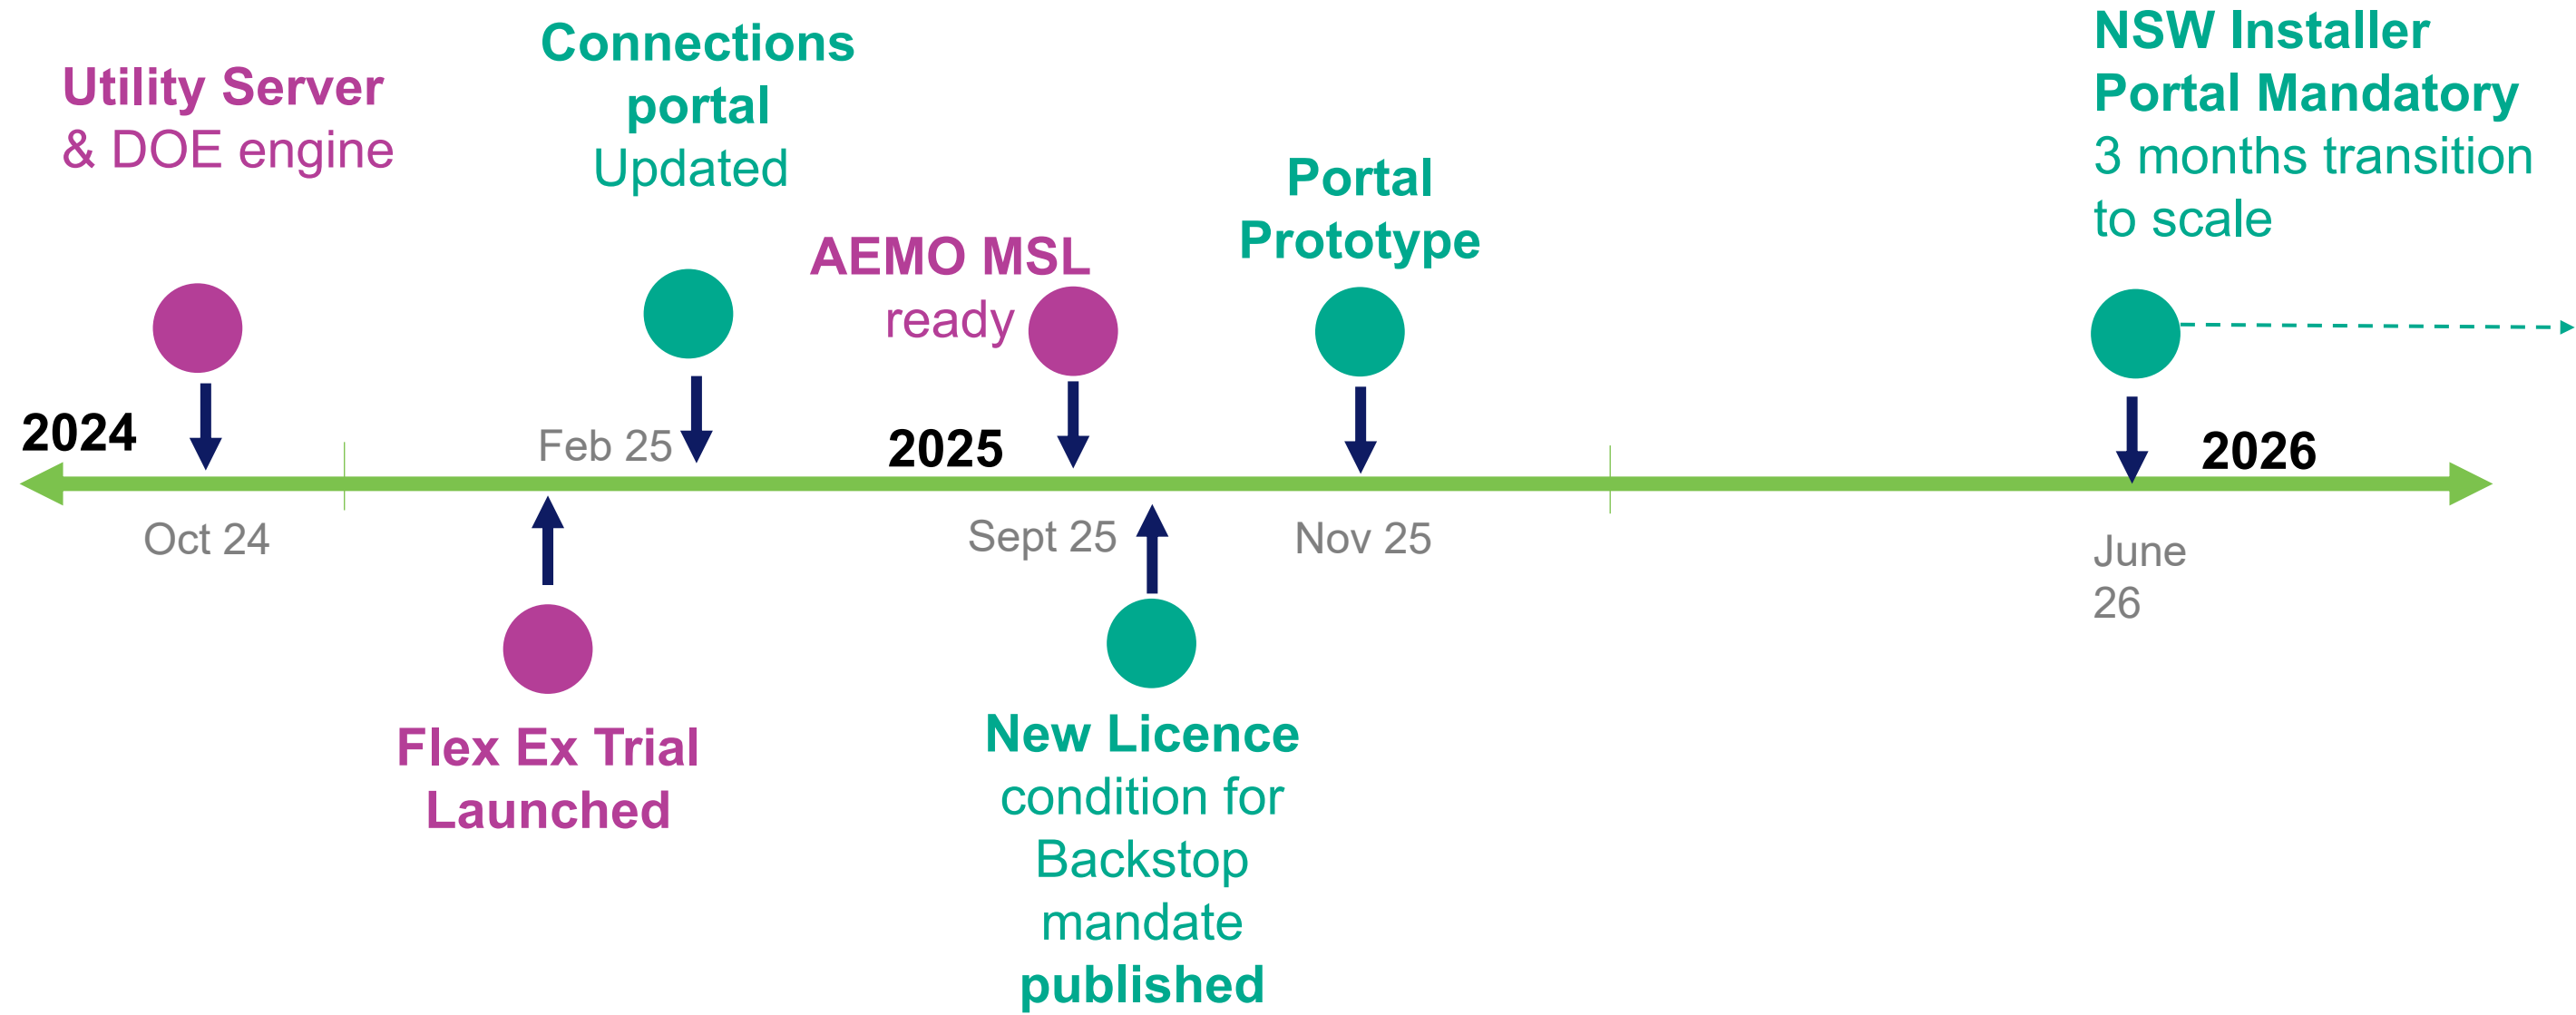 Utility Server
& DOE engine
Connections
portal
Updated
AEMO MSL
ready
Portal
Prototype
NSW Installer
Portal Mandatory
3 months transition
to scale
2024
Feb 25
2025
2026
Oct 24
Sept 25
Nov 25
June
26
Flex Ex Trial
Launched
New Licence
condition for
Backstop
mandate
published